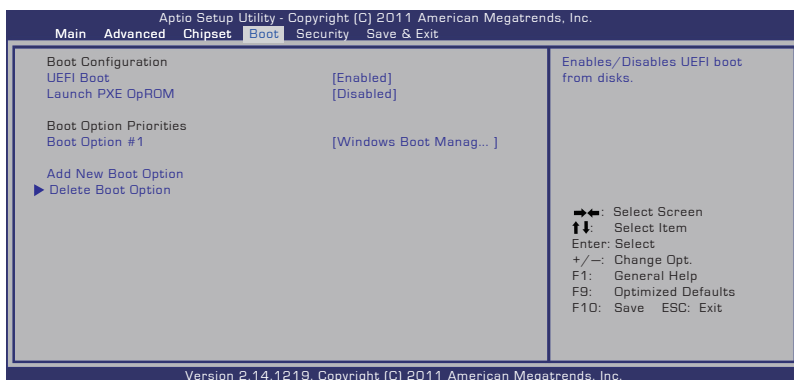 Aptio Setup Utility - Copyright (C) 2011 American Megatrends, Inc.
Main Advanced Chipset Boot Security Save & Exit
Boot Configuration
UEFI Boot [Enabled]
Launch PXE OpROM [Disabled]
Boot Option Priorities
Boot Option #1 [Windows Boot Manag... ]
Add New Boot Option
Delete Boot Option
Enables/Disables UEFI boot
from disks.
→←: Select Screen
↑↓: Select Item
Enter: Select
+/—: Change Opt.
F1: General Help
F9: Optimized Defaults
F10: Save ESC: Exit
Version 2.14.1219. Copyright (C) 2011 American Megatrends, Inc.